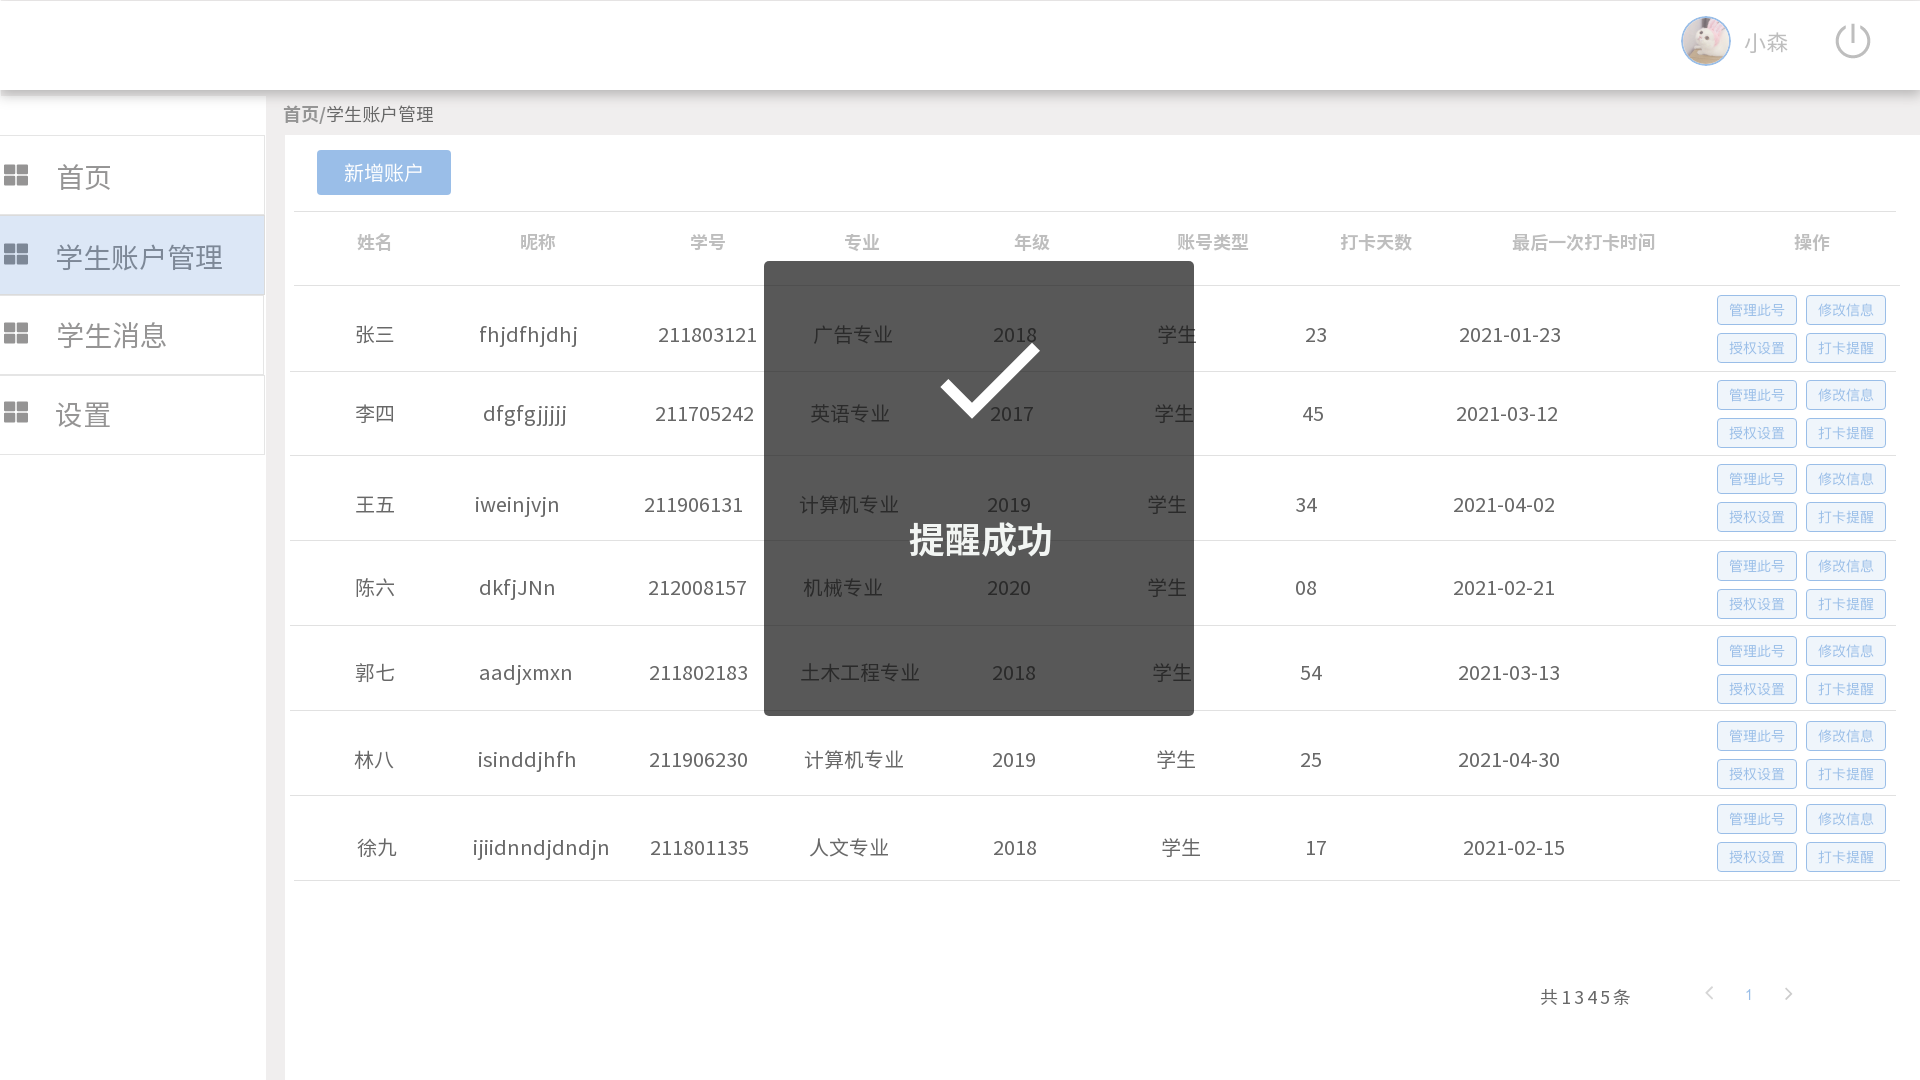 小森
首页/学生账户管理
首页
学生账户管理
学生消息
设置
新增账户
姓名 昵称 学号 专业 年级 账号类型 打卡天数 最后一次打卡时间 操作
张三 fhjdfhjdhj 211803121 广告专业 2018 学生 23 2021-01-23 管理此号 修改信息
授权设置 打卡提醒
李四 dfgfgjjjjj 211705242 英语专业 2017 学生 45 2021-03-12 管理此号 修改信息
授权设置 打卡提醒
王五 iweinjvjn 211906131 计算机专业 2019 学生 34 2021-04-02 管理此号 修改信息
授权设置 打卡提醒
提醒成功
陈六 dkfjJNn 212008157 机械专业 2020 学生 08 2021-02-21 管理此号 修改信息
授权设置 打卡提醒
郭七 aadjxmxn 211802183 土木工程专业 2018 学生 54 2021-03-13 管理此号 修改信息
授权设置 打卡提醒
林八 isinddjhfh 211906230 计算机专业 2019 学生 25 2021-04-30 管理此号 修改信息
授权设置 打卡提醒
徐九 ijiidnndjdndjn 211801135 人文专业 2018 学生 17 2021-02-15 管理此号 修改信息
授权设置 打卡提醒
共1345条 1